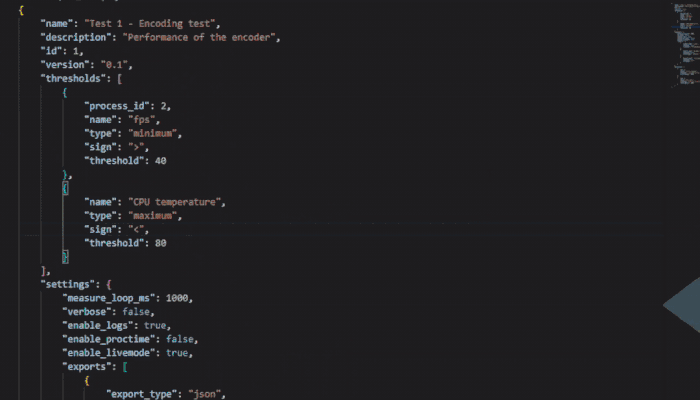 {
"name": "Test 1 - Encoding test",
"description": "Performance of the encoder",
"id": 1,
"version": "0.1",
"thresholds": [
{
"process_id": 2,
"name": "fps",
"type": "minimum",
"sign": ">",
"threshold": 40
},
{
"name": "CPU temperature",
"type": "maximum",
"sign": "<",
"threshold": 80
}
],
"settings": {
"measure_loop_ms": 1000,
"verbose": false,
"enable_logs": true,
"enable_proctime": false,
"enable_livemode": true,
"exports": [
{
"export_type": "json",